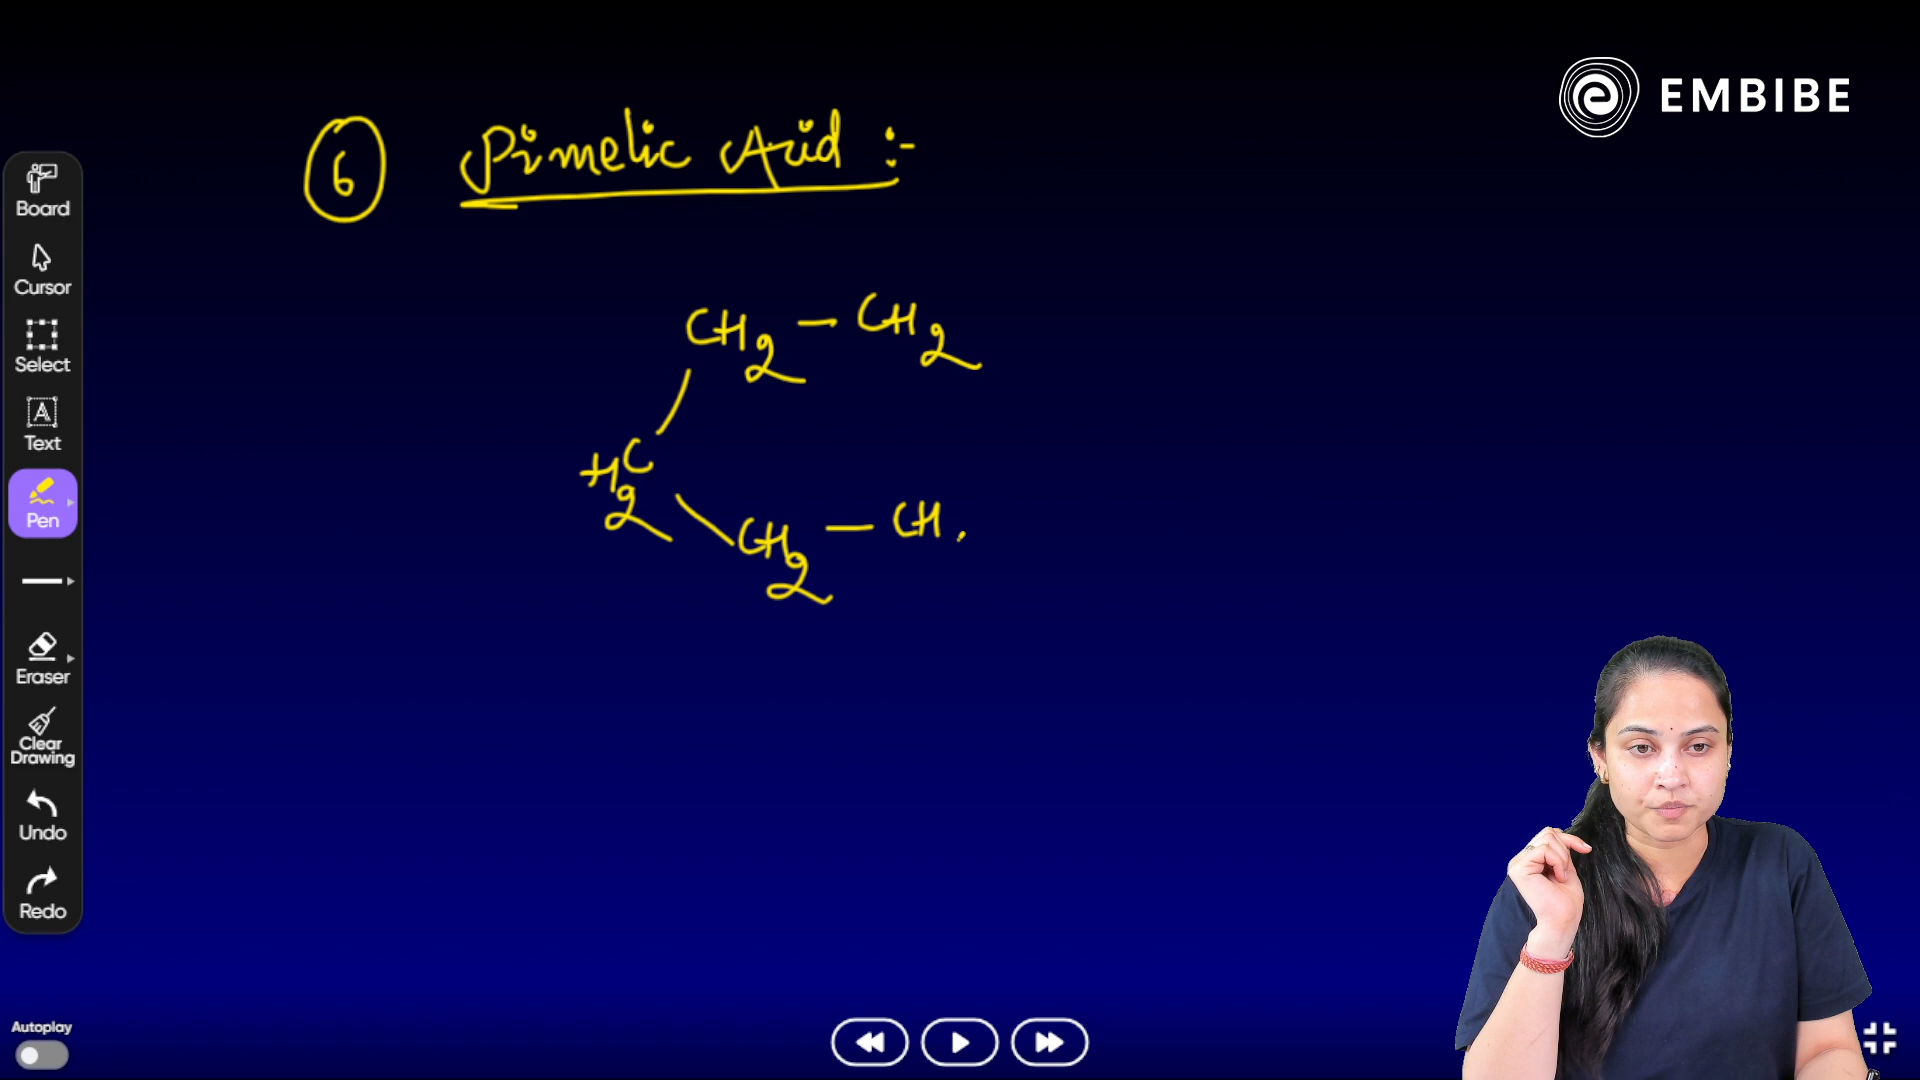 EMBIBE
6 Pimelic Acid :-
CH2 - CH2
H2C
CH2 - CH.
Board
Cursor
Select
Text
Pen
Eraser
Clear
Drawing
Undo
Redo
Autoplay